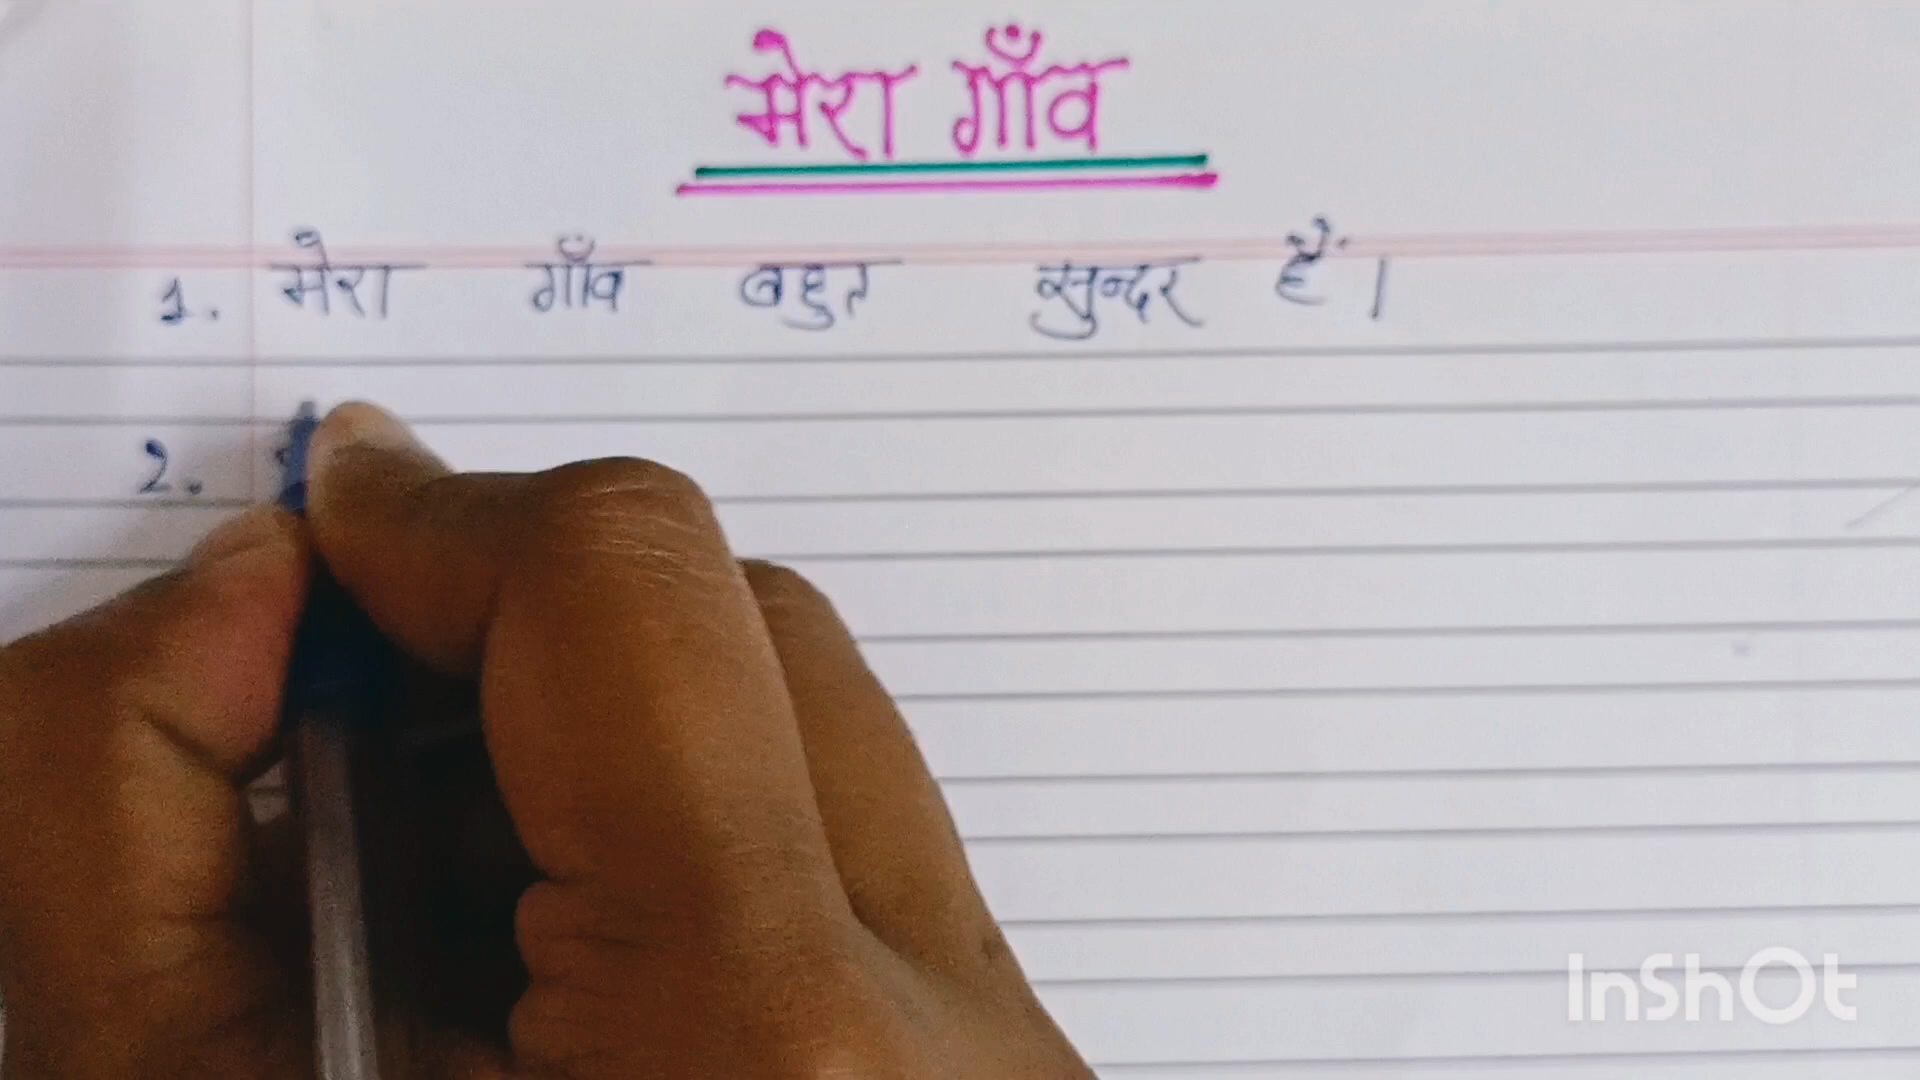 मेरा गाँव
1. मेरा गाँव बहुत सुन्दर हैं।
2.
InShOt